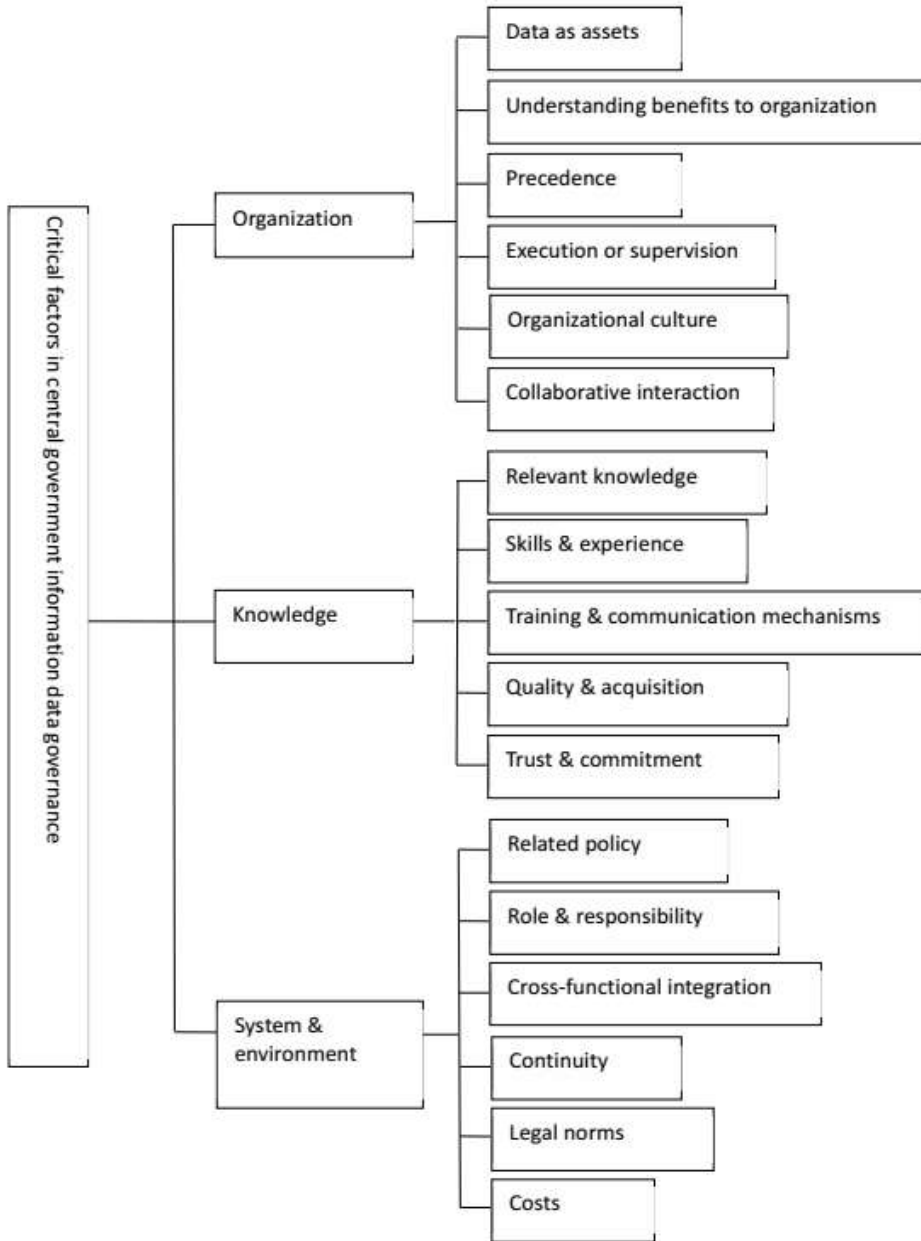 Critical factors in central government information data governance
Organization
Data as assets
Understanding benefits to organization
Precedence
Execution or supervision
Organizational culture
Collaborative interaction
Knowledge
Relevant knowledge
Skills & experience
Training & communication mechanisms
Quality & acquisition
Trust & commitment
System &
environment
Related policy
Role & responsibility
Cross-functional integration
Continuity
Legal norms
Costs